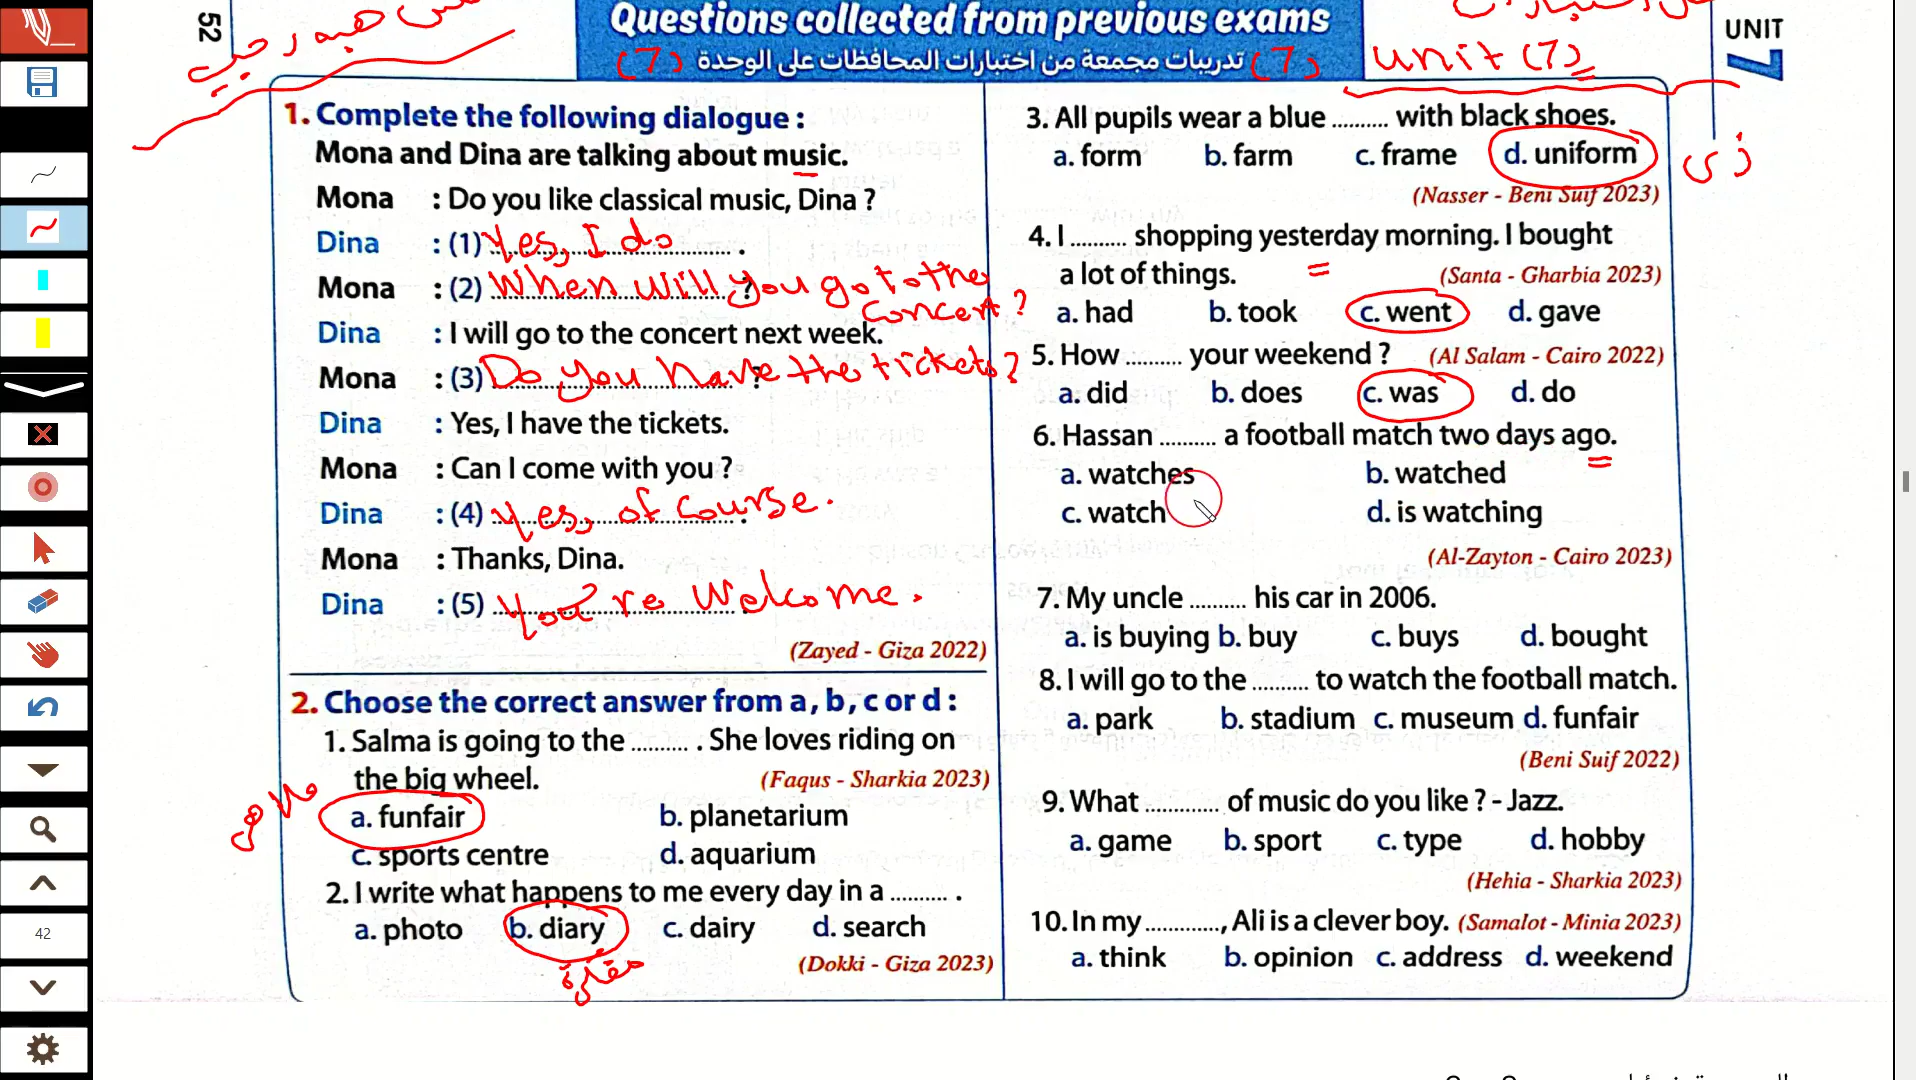 52
Questions collected from previous exams
(7) تدريبات مجمعة من اختبارات المحافظات على الوحدة (7)
unit (7)
UNIT
7
1. Complete the following dialogue :
Mona and Dina are talking about music.
Mona : Do you like classical music, Dina ?
Dina : (1) Yes, I do .
Mona : (2) When will you go to the concert ?
Dina : I will go to the concert next week.
Mona : (3) Do you have the tickets ?
Dina : Yes, I have the tickets.
Mona : Can I come with you ?
Dina : (4) Yes, of course.
Mona : Thanks, Dina.
Dina : (5) You're welcome.
(Zayed - Giza 2022)
2. Choose the correct answer from a, b, c or d :
1. Salma is going to the .......... . She loves riding on
the big wheel. (Faqus - Sharkia 2023)
a. funfair b. planetarium
ملاهي
c. sports centre d. aquarium
2. I write what happens to me every day in a .......... .
a. photo b. diary c. dairy d. search
(Dokki - Giza 2023)
3. All pupils wear a blue .......... with black shoes.
a. form b. farm c. frame d. uniform
زى
(Nasser - Beni Suif 2023)
4. I .......... shopping yesterday morning. I bought
a lot of things. (Santa - Gharbia 2023)
a. had b. took c. went d. gave
5. How .......... your weekend ? (Al Salam - Cairo 2022)
a. did b. does c. was d. do
6. Hassan .......... a football match two days ago.
a. watches b. watched
c. watch d. is watching
(Al-Zayton - Cairo 2023)
7. My uncle .......... his car in 2006.
a. is buying b. buy c. buys d. bought
8. I will go to the .......... to watch the football match.
a. park b. stadium c. museum d. funfair
(Beni Suif 2022)
9. What ............ of music do you like ? - Jazz.
a. game b. sport c. type d. hobby
(Hehia - Sharkia 2023)
10. In my ............, Ali is a clever boy. (Samalot - Minia 2023)
a. think b. opinion c. address d. weekend
42